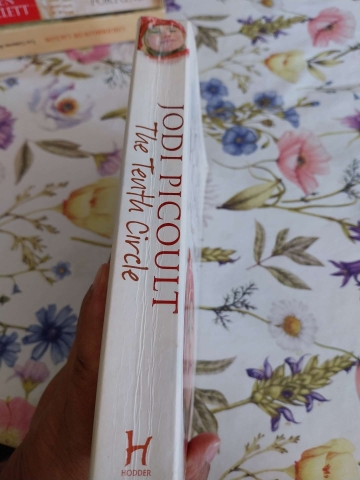 JODI PICOULT
The Tenth Circle
H
HODDER